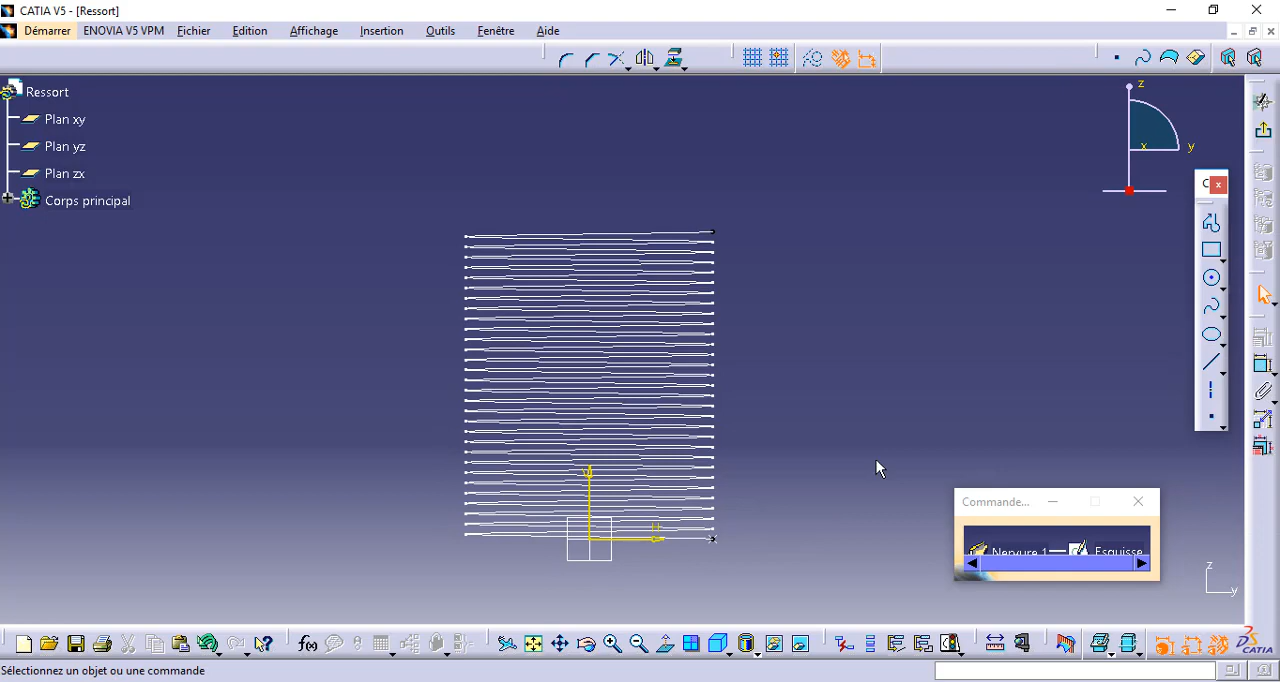 CATIA V5 - [Ressort]
Démarrer ENOVIA V5 VPM Fichier Edition Affichage Insertion Outils Fenêtre Aide
Ressort
Plan xy
Plan yz
Plan zx
Corps principal
z
x y
C...
V
H
Commande...
Nervure.1 Esquisse
z
y
f(x)
CATIA
Sélectionnez un objet ou une commande